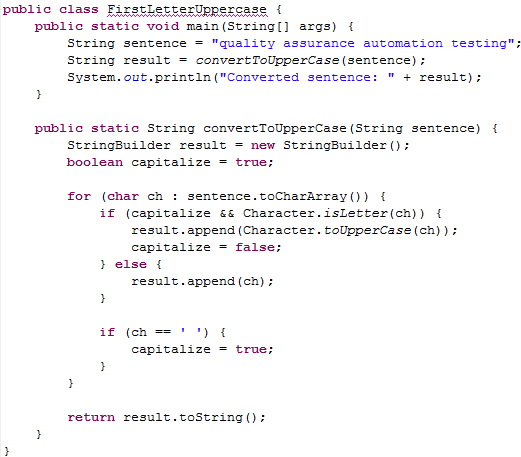 public class FirstLetterUppercase {
    public static void main(String[] args) {
        String sentence = "quality assurance automation testing";
        String result = convertToUpperCase(sentence);
        System.out.println("Converted sentence: " + result);
    }

    public static String convertToUpperCase(String sentence) {
        StringBuilder result = new StringBuilder();
        boolean capitalize = true;

        for (char ch : sentence.toCharArray()) {
            if (capitalize && Character.isLetter(ch)) {
                result.append(Character.toUpperCase(ch));
                capitalize = false;
            } else {
                result.append(ch);
            }

            if (ch == ' ') {
                capitalize = true;
            }
        }

        return result.toString();
    }
}